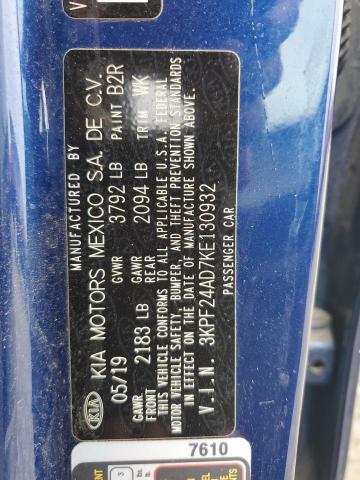 MANUFACTURED BY
KIA KIA MOTORS MEXICO S.A. DE C.V.
05/19 GVWR 3792 LB PAINT B2R
GAWR FRONT 2183 LB GAWR REAR 2094 LB TRIM WK
THIS VEHICLE CONFORMS TO ALL APPLICABLE U.S.A. FEDERAL
MOTOR VEHICLE SAFETY, BUMPER, AND THEFT PREVENTION STANDARDS
IN EFFECT ON THE DATE OF MANUFACTURE SHOWN ABOVE.
V.I.N. 3KPF24AD7KE130932
PASSENGER CAR
7610